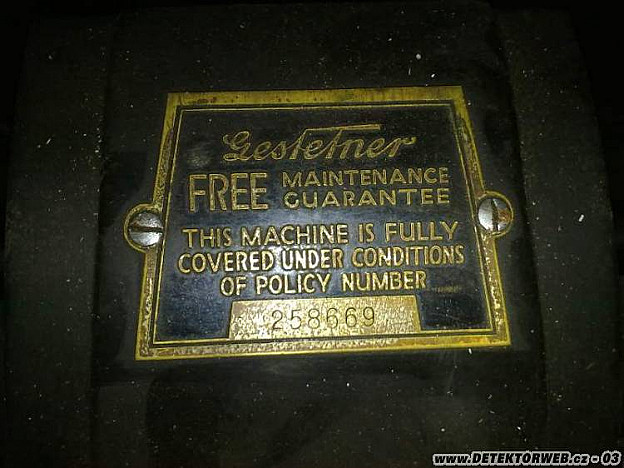 Gestetner
FREE MAINTENANCE GUARANTEE
THIS MACHINE IS FULLY
COVERED UNDER CONDITIONS
OF POLICY NUMBER
258669
www.DETEKTORWEB.cz - 03